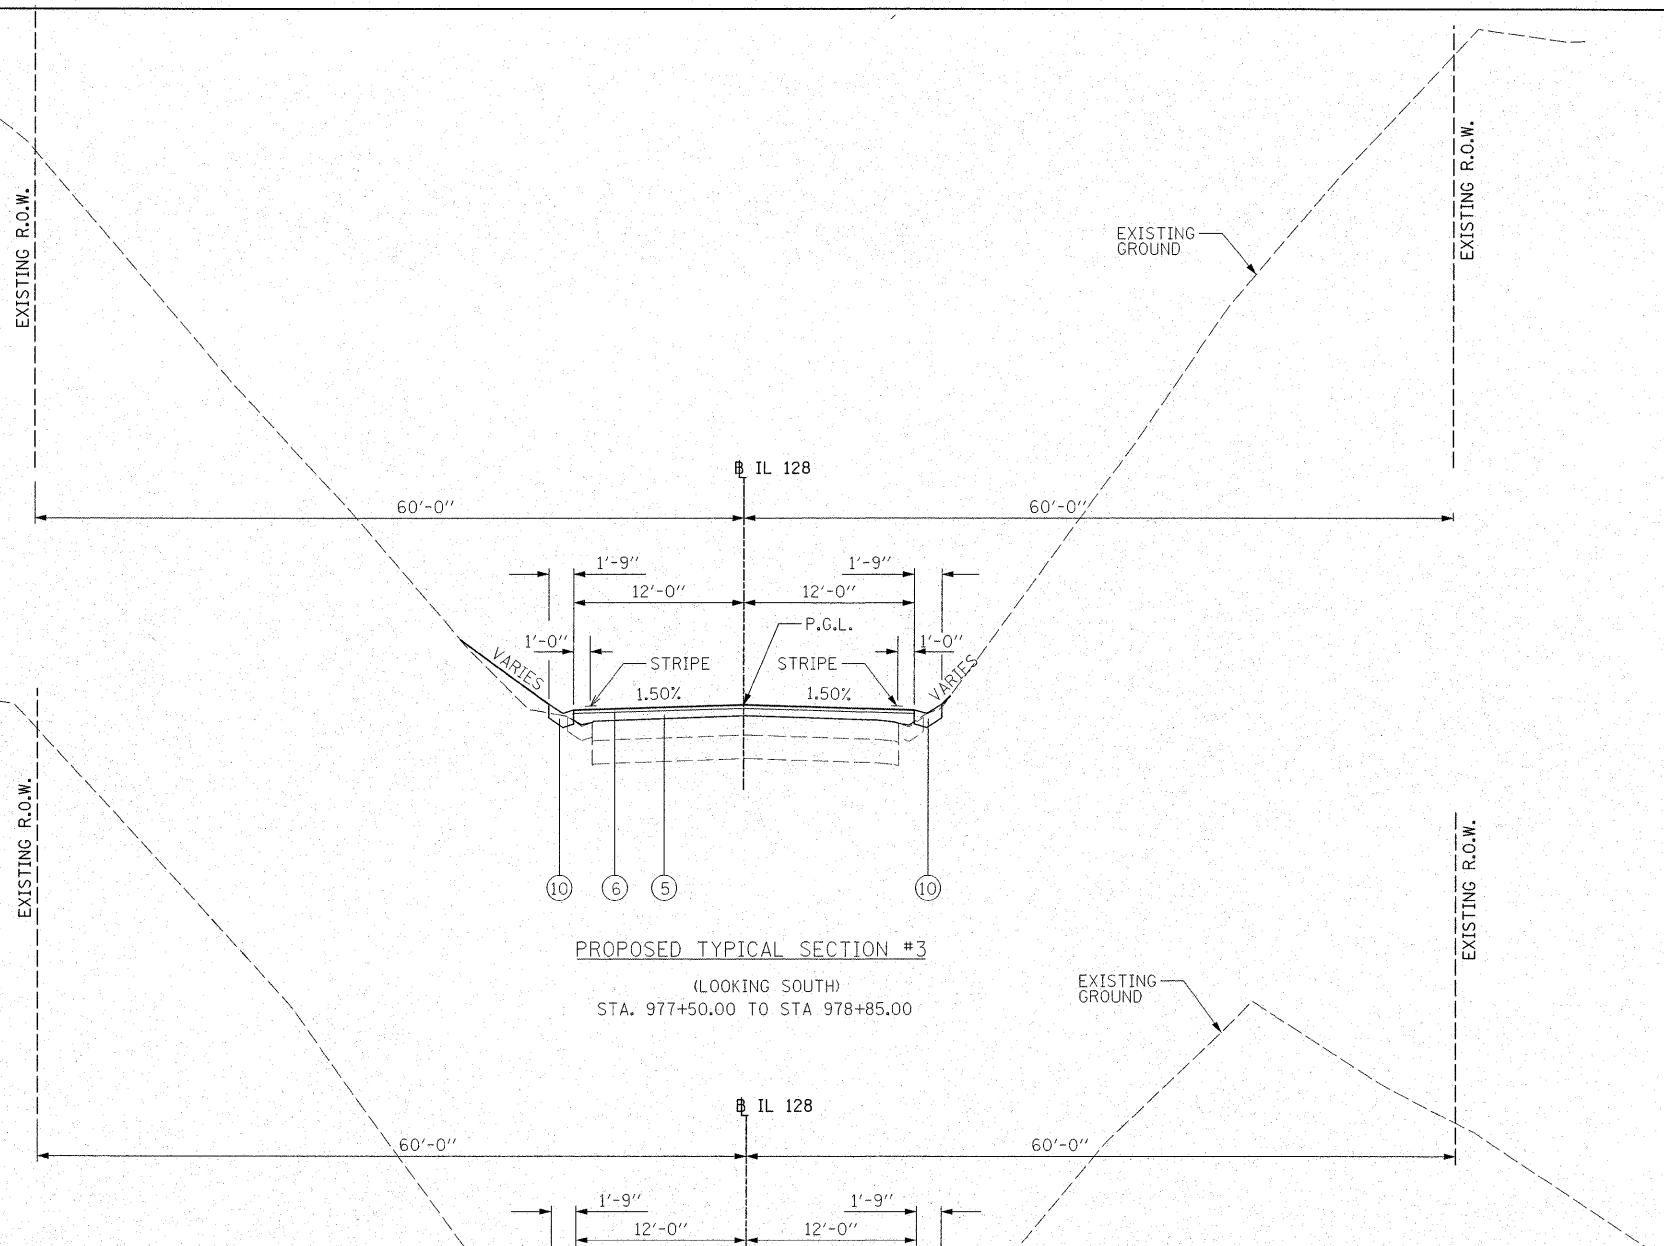 EXISTING R.O.W.
EXISTING R.O.W.
EXISTING
GROUND
B IL 128
60'-0" 60'-0"
1'-9" 1'-9"
12'-0" 12'-0"
P.G.L.
1'-0" 1'-0"
VARIES STRIPE STRIPE VARIES
1.50% 1.50%
10 6 5 10
EXISTING R.O.W.
EXISTING R.O.W.
PROPOSED TYPICAL SECTION #3
(LOOKING SOUTH)
STA. 977+50.00 TO STA 978+85.00
EXISTING
GROUND
B IL 128
60'-0" 60'-0"
1'-9" 1'-9"
12'-0" 12'-0"